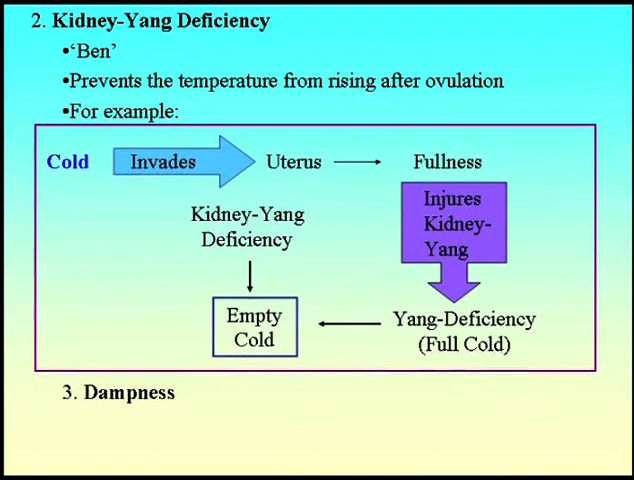 2. Kidney-Yang Deficiency
•‘Ben’
•Prevents the temperature from rising after ovulation
•For example:
Cold Invades Uterus Fullness
Injures
Kidney-
Yang
Kidney-Yang
Deficiency
Empty
Cold
Yang-Deficiency
(Full Cold)
3. Dampness